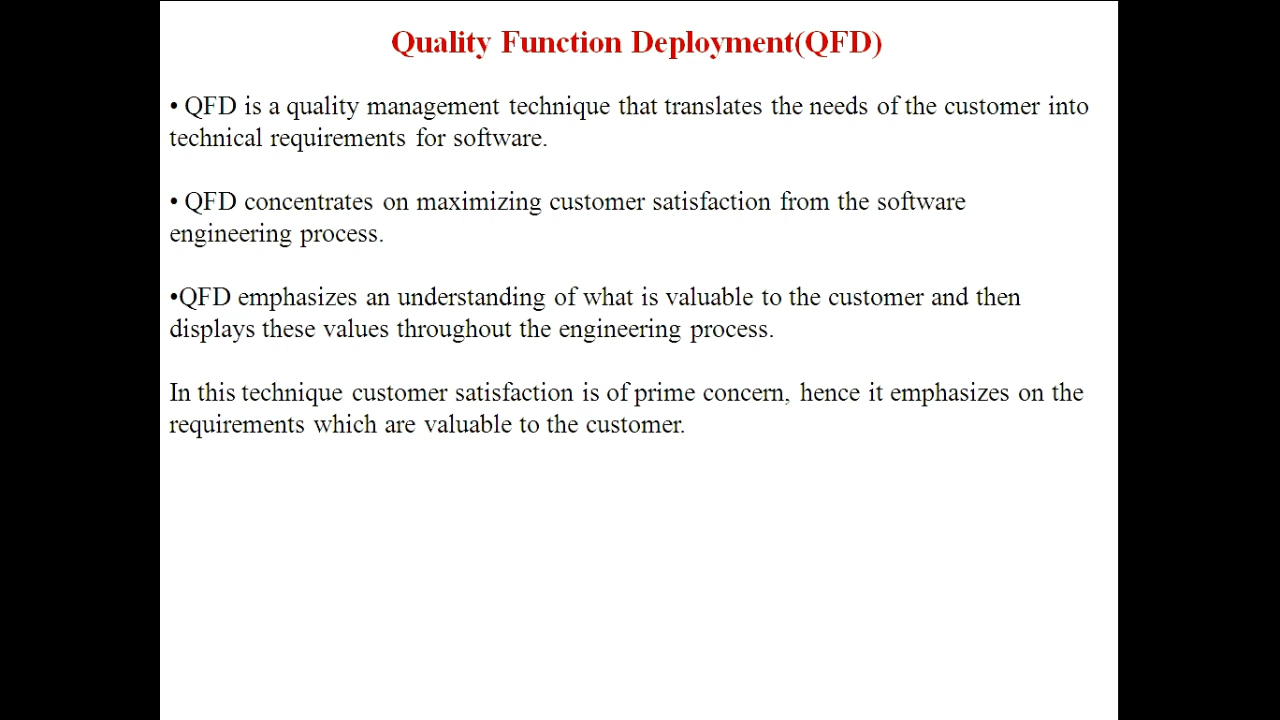 Quality Function Deployment(QFD)
• QFD is a quality management technique that translates the needs of the customer into
technical requirements for software.
• QFD concentrates on maximizing customer satisfaction from the software
engineering process.
•QFD emphasizes an understanding of what is valuable to the customer and then
displays these values throughout the engineering process.
In this technique customer satisfaction is of prime concern, hence it emphasizes on the
requirements which are valuable to the customer.